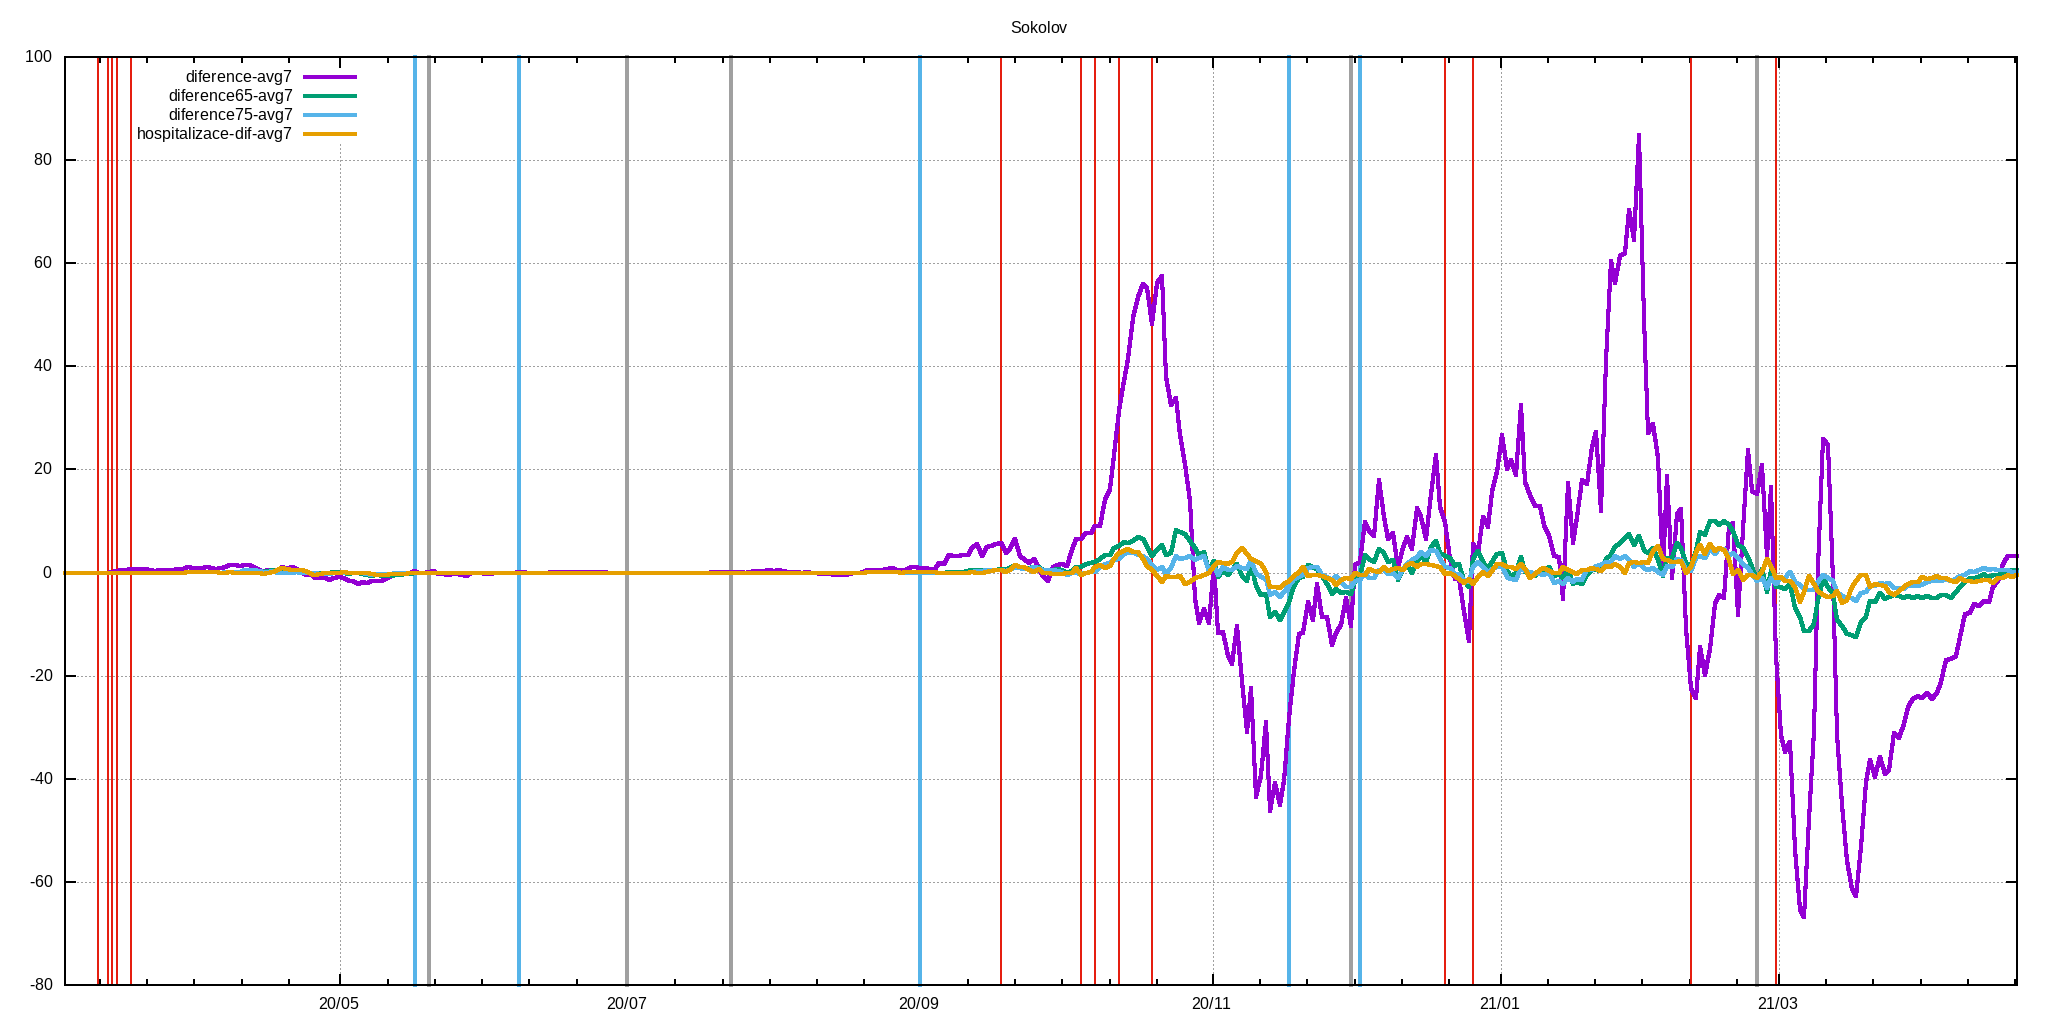 Sokolov
diference-avg7
diference65-avg7
diference75-avg7
hospitalizace-dif-avg7
100
80
60
40
20
0
-20
-40
-60
-80
20/05 20/07 20/09 20/11 21/01 21/03